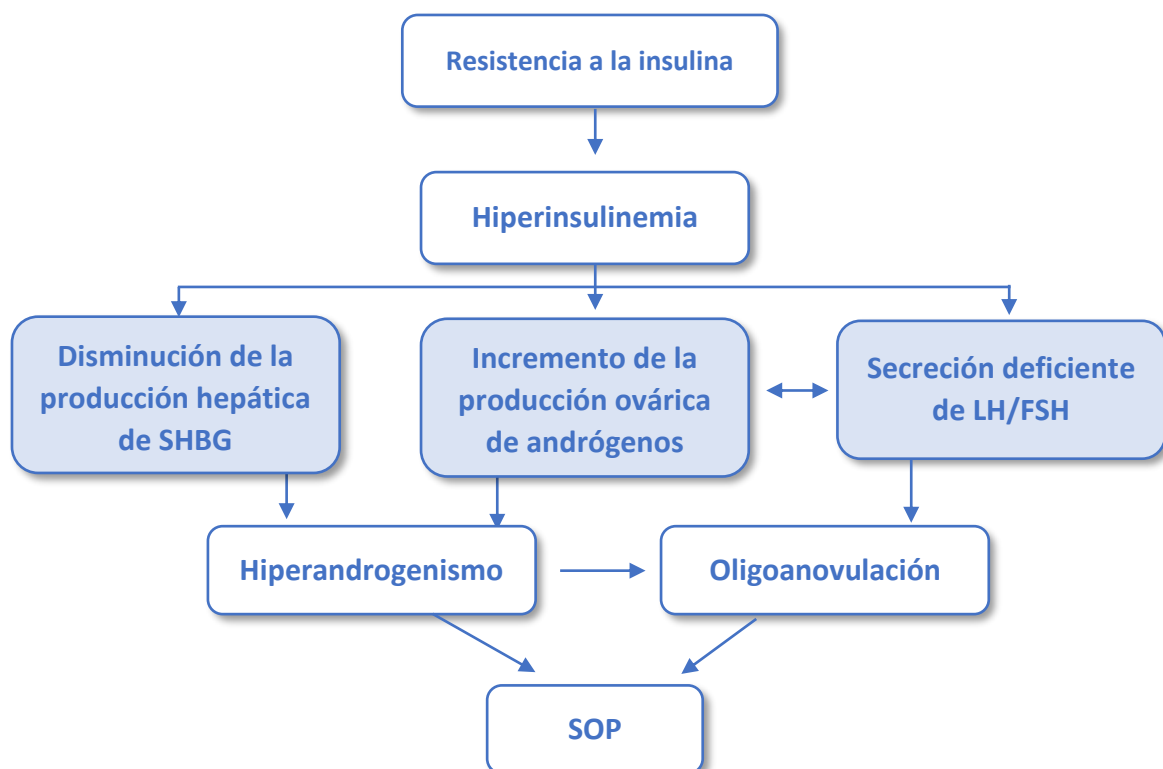 Resistencia a la insulina
Hiperinsulinemia
Disminución de la
producción hepática
de SHBG
Incremento de la
producción ovárica
de andrógenos
Secreción deficiente
de LH/FSH
Hiperandrogenismo
Oligoanovulación
SOP